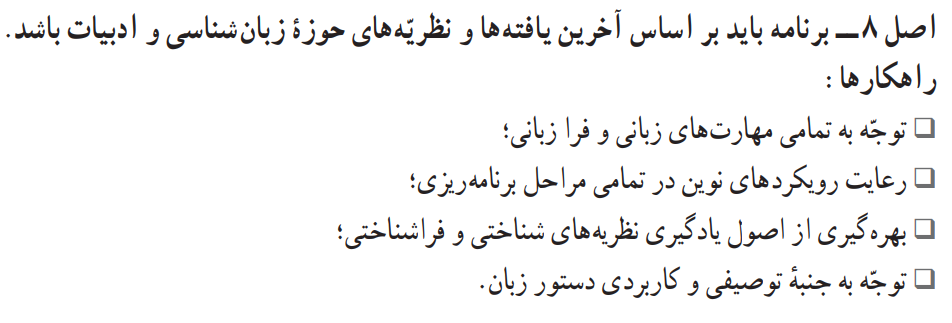 اصل ۸ــ برنامه باید بر اساس آخرین یافته‌ها و نظریّه‌های حوزهٔ زبان‌شناسی و ادبیات باشد.
راهکارها :
❑ توجّه به تمامی مهارت‌های زبانی و فرا زبانی؛
❑ رعایت رویکردهای نوین در تمامی مراحل برنامه‌ریزی؛
❑ بهره‌گیری از اصول یادگیری نظریه‌های شناختی و فراشناختی؛
❑ توجّه به جنبهٔ توصیفی و کاربردی دستور زبان.